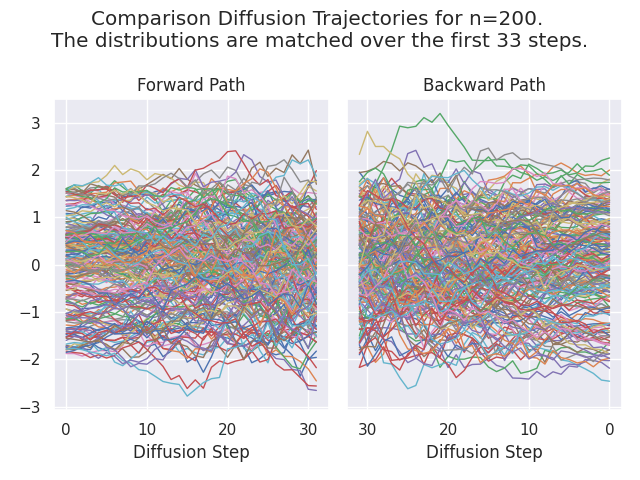 Comparison Diffusion Trajectories for n=200.
The distributions are matched over the first 33 steps.
Forward Path
Backward Path
3
2
1
0
−1
−2
−3
0 10 20 30
30 20 10 0
Diffusion Step
Diffusion Step